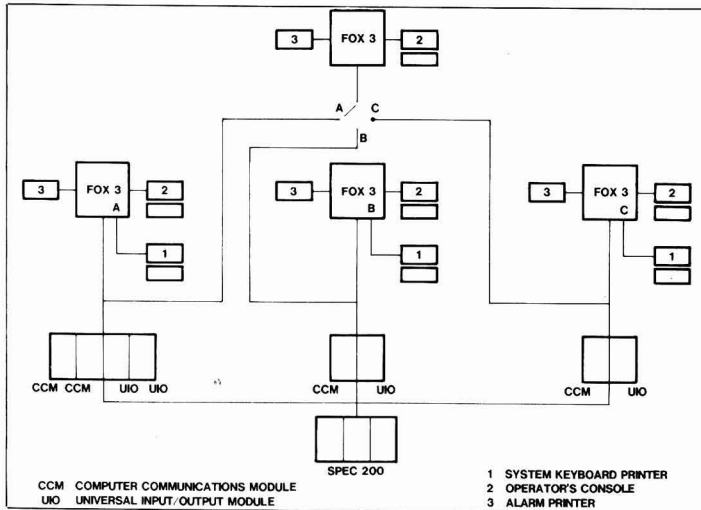 3
FOX 3
2
A C
B
3
FOX 3
A
2
1
3
FOX 3
B
2
1
3
FOX 3
C
2
1
CCM CCM UIO UIO
CCM UIO
CCM UIO
SPEC 200
CCM COMPUTER COMMUNICATIONS MODULE
UIO UNIVERSAL INPUT/OUTPUT MODULE
1 SYSTEM KEYBOARD PRINTER
2 OPERATOR'S CONSOLE
3 ALARM PRINTER